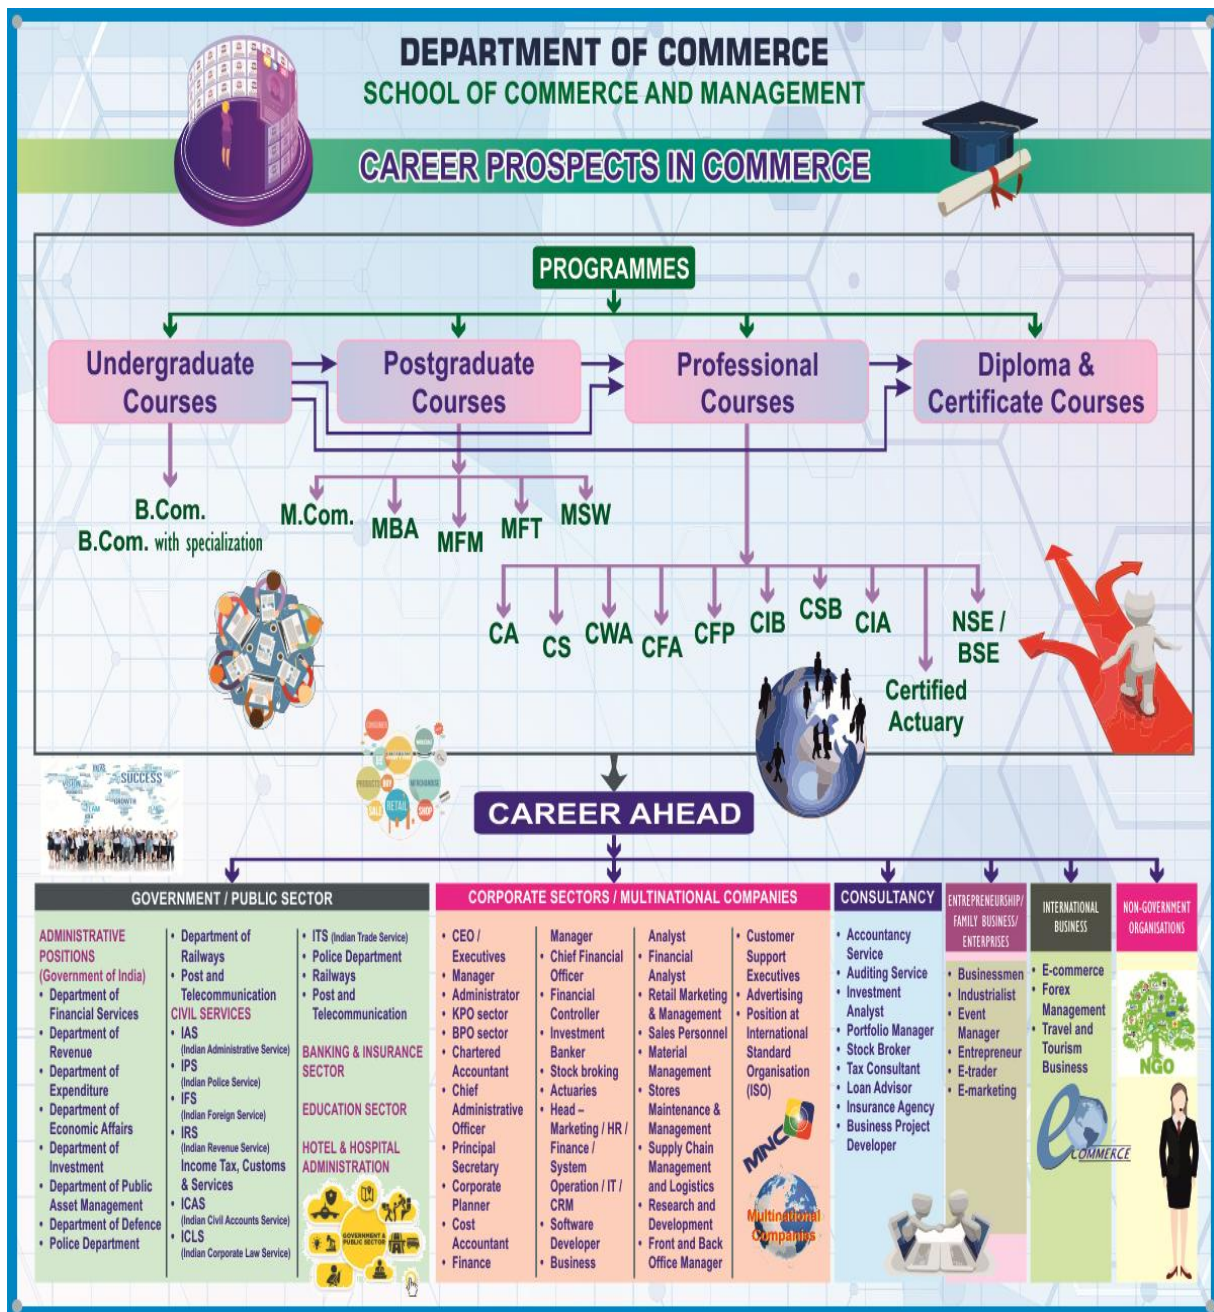 DEPARTMENT OF COMMERCE
SCHOOL OF COMMERCE AND MANAGEMENT
CAREER PROSPECTS IN COMMERCE
PROGRAMMES
Undergraduate
Courses
Postgraduate
Courses
Professional
Courses
Diploma &
Certificate Courses
B.Com.
B.Com. with specialization
M.Com.
MBA
MFM
MFT
MSW
CA
CS
CWA
CFA
CFP
CIB
CSB
CIA
Certified
Actuary
NSE /
BSE
SUCCESS
VISION
TEAM
GROWTH
PRODUCTS
BUY
MERCHANDISE
SALE
RETAIL
SHOP
CAREER AHEAD
GOVERNMENT / PUBLIC SECTOR
ADMINISTRATIVE
POSITIONS
(Government of India)
• Department of
Financial Services
• Department of
Revenue
• Department of
Expenditure
• Department of
Economic Affairs
• Department of
Investment
• Department of Public
Asset Management
• Department of Defence
• Police Department
• Department of
Railways
• Post and
Telecommunication
CIVIL SERVICES
• IAS
(Indian Administrative Service)
• IPS
(Indian Police Service)
• IFS
(Indian Foreign Service)
• IRS
(Indian Revenue Service)
Income Tax, Customs
& Services
• ICAS
(Indian Civil Accounts Service)
• ICLS
(Indian Corporate Law Service)
• ITS (Indian Trade Service)
• Police Department
• Railways
• Post and
Telecommunication
BANKING & INSURANCE
SECTOR
EDUCATION SECTOR
HOTEL & HOSPITAL
ADMINISTRATION
GOVERNMENT &
PUBLIC SECTOR
CORPORATE SECTORS / MULTINATIONAL COMPANIES
• CEO /
Executives
• Manager
• Administrator
• KPO sector
• BPO sector
• Chartered
Accountant
• Chief
Administrative
Officer
• Principal
Secretary
• Corporate
Planner
• Cost
Accountant
• Finance
Manager
• Chief Financial
Officer
• Financial
Controller
• Investment
Banker
• Stock broking
• Actuaries
• Head –
Marketing / HR /
Finance /
System
Operation / IT /
CRM
• Software
Developer
• Business
Analyst
• Financial
Analyst
• Retail Marketing
& Management
• Sales Personnel
• Material
Management
• Stores
Maintenance &
Management
• Supply Chain
Management
and Logistics
• Research and
Development
• Front and Back
Office Manager
• Customer
Support
Executives
• Advertising
• Position at
International
Standard
Organisation
(ISO)
MNC
Multinational
Companies
CONSULTANCY
• Accountancy
Service
• Auditing Service
• Investment
Analyst
• Portfolio Manager
• Stock Broker
• Tax Consultant
• Loan Advisor
• Insurance Agency
• Business Project
Developer
ENTREPRENEURSHIP/
FAMILY BUSINESS/
ENTERPRISES
• Businessmen
• Industrialist
• Event
Manager
• Entrepreneur
• E-trader
• E-marketing
INTERNATIONAL
BUSINESS
• E-commerce
• Forex
Management
• Travel and
Tourism
Business
e
COMMERCE
NON-GOVERNMENT
ORGANISATIONS
NGO